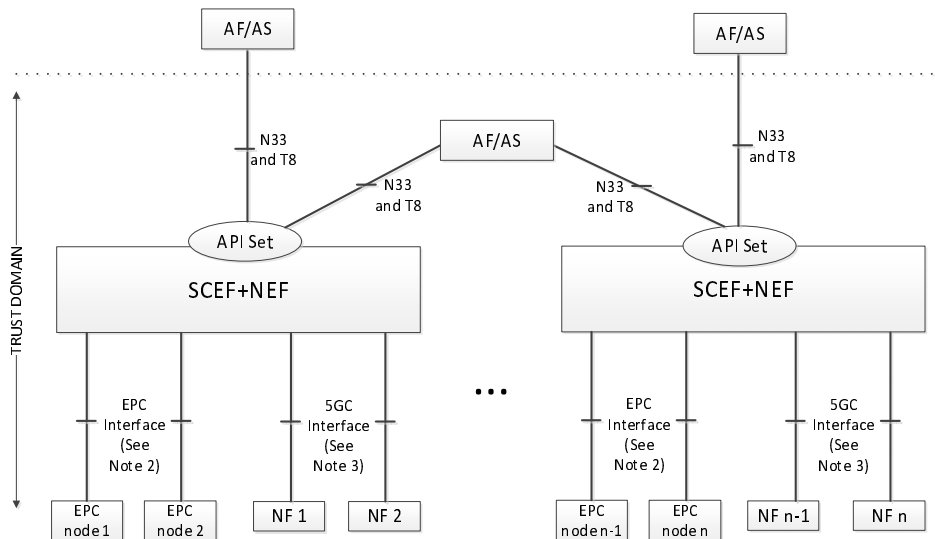 AF/AS
AF/AS
N33
and T8
AF/AS
N33
and T8
N33
and T8
N33
and T8
API Set
API Set
SCEF+NEF
SCEF+NEF
TRUST DOMAIN
EPC
Interface
(See
Note 2)
5GC
Interface
(See
Note 3)
...
EPC
Interface
(See
Note 2)
5GC
Interface
(See
Note 3)
EPC
node 1
EPC
node 2
NF 1
NF 2
EPC
node n-1
EPC
node n
NF n-1
NF n